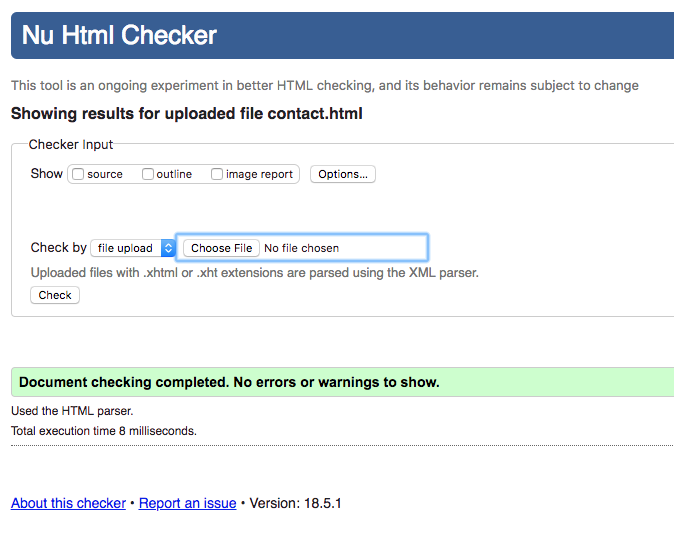 Nu Html Checker
This tool is an ongoing experiment in better HTML checking, and its behavior remains subject to change
Showing results for uploaded file contact.html
Checker Input
Show source outline image report Options...
Check by file upload Choose File No file chosen
Uploaded files with .xhtml or .xht extensions are parsed using the XML parser.
Check
Document checking completed. No errors or warnings to show.
Used the HTML parser.
Total execution time 8 milliseconds.
About this checker • Report an issue • Version: 18.5.1